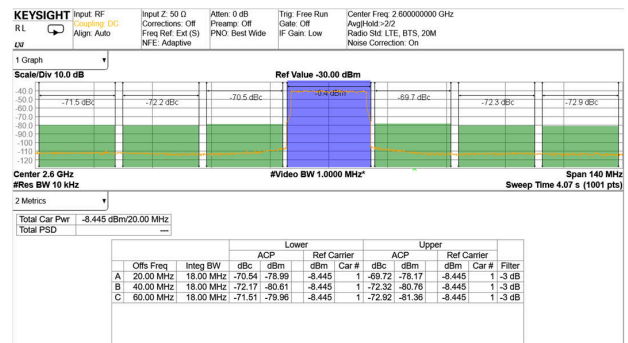 KEYSIGHT Input: RF Input Z: 50 Ω Atten: 0 dB Trig: Free Run Center Freq: 2.600000000 GHz
RL Coupling: DC Corrections: Off Preamp: Off Gate: Off Avg|Hold:>2/2
Align: Auto Freq Ref: Ext (S) PNO: Best Wide IF Gain: Low Radio Std: LTE, BTS, 20M
LXI NFE: Adaptive Noise Correction: On
1 Graph
Scale/Div 10.0 dB Ref Value -30.00 dBm
-40.0
-50.0
-60.0
-70.0
-80.0
-90.0
-100
-110
-120
-71.5 dBc -72.2 dBc -70.5 dBc -8.4 dBm -69.7 dBc -72.3 dBc -72.9 dBc
Center 2.6 GHz #Video BW 1.0000 MHz* Span 140 MHz
#Res BW 10 kHz Sweep Time 4.07 s (1001 pts)
2 Metrics
Total Car Pwr -8.445 dBm/20.00 MHz
Total PSD ---
Lower Upper
ACP Ref Carrier ACP Ref Carrier
Offs Freq Integ BW dBc dBm dBm Car # dBc dBm dBm Car # Filter
A 20.00 MHz 18.00 MHz -70.54 -78.99 -8.445 1 -69.72 -78.17 -8.445 1 -3 dB
B 40.00 MHz 18.00 MHz -72.17 -80.61 -8.445 1 -72.32 -80.76 -8.445 1 -3 dB
C 60.00 MHz 18.00 MHz -71.51 -79.96 -8.445 1 -72.92 -81.36 -8.445 1 -3 dB